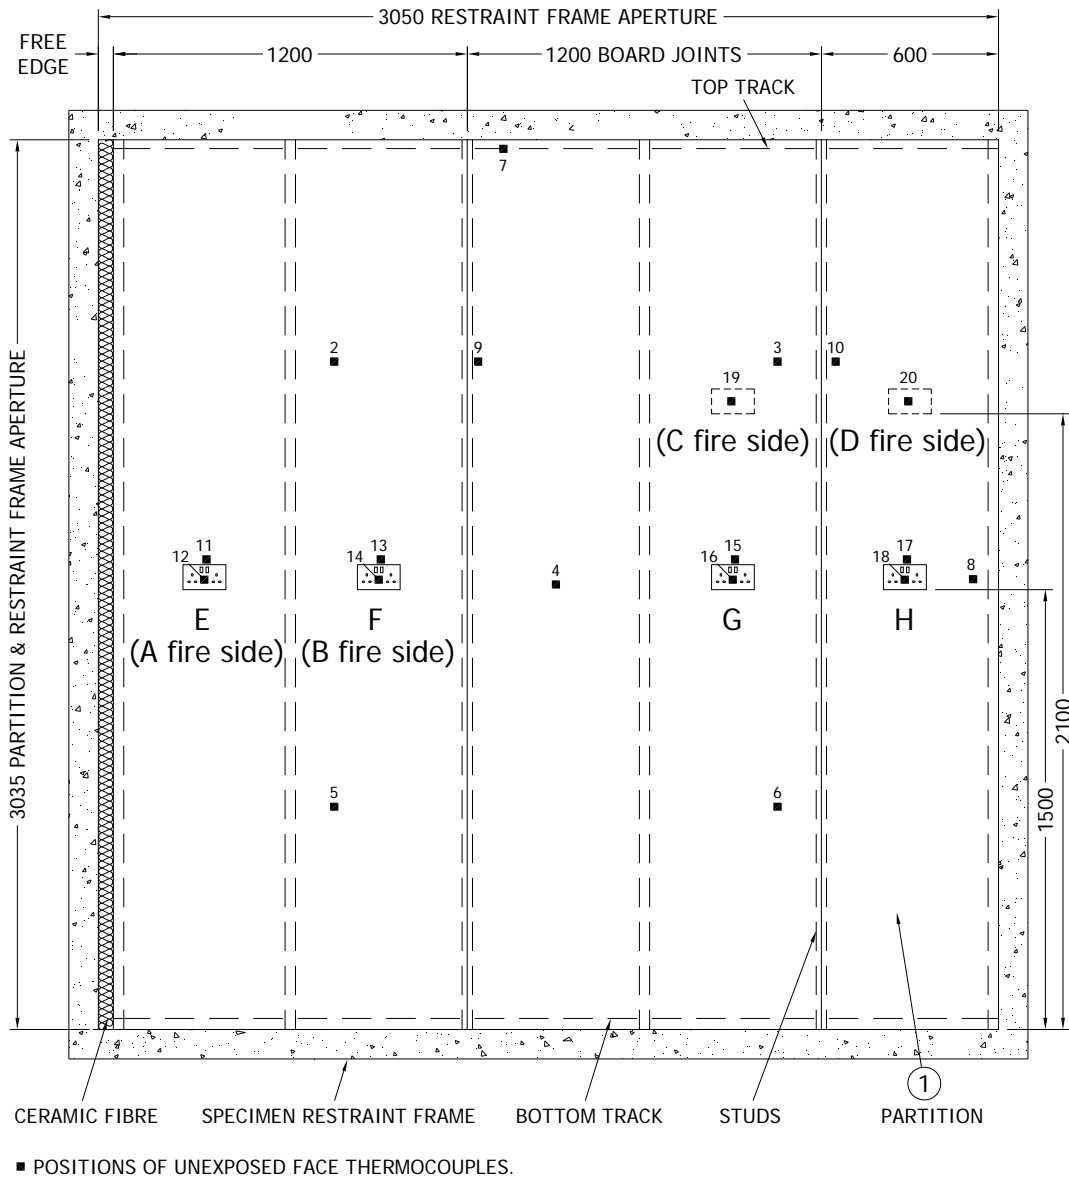 3050 RESTRAINT FRAME APERTURE
FREE
EDGE
1200
1200 BOARD JOINTS
600
TOP TRACK
7
2
9
3
10
19
20
(C fire side)
(D fire side)
3035 PARTITION & RESTRAINT FRAME APERTURE
11
12
13
14
15
16
17
18
8
4
E
(A fire side)
F
(B fire side)
G
H
2100
1500
5
6
1
CERAMIC FIBRE
SPECIMEN RESTRAINT FRAME
BOTTOM TRACK
STUDS
PARTITION
POSITIONS OF UNEXPOSED FACE THERMOCOUPLES.